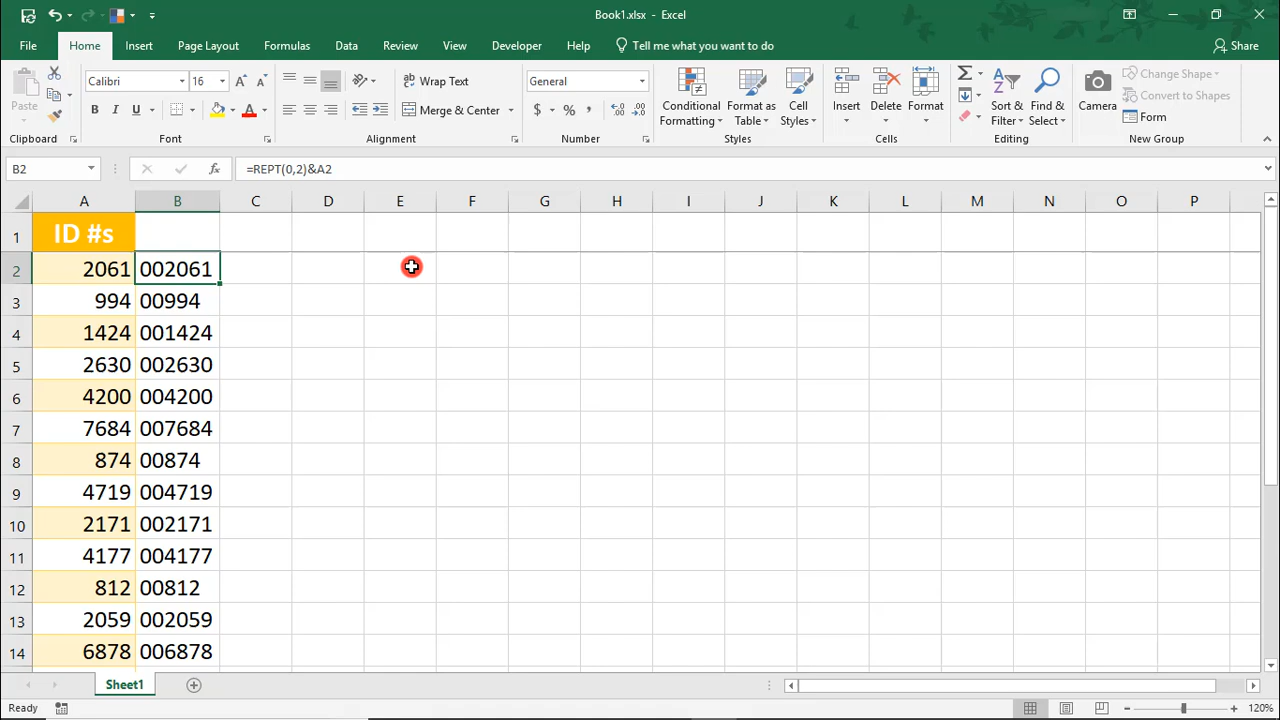 Book1.xlsx - Excel
File Home Insert Page Layout Formulas Data Review View Developer Help Tell me what you want to do Share
Paste Calibri 16 A A Wrap Text General Conditional Formatting Format as Table Cell Styles Insert Delete Format Sort & Filter Find & Select Camera Change Shape Convert to Shapes Form
B I U A Merge & Center $ % ,
Clipboard Font Alignment Number Styles Cells Editing New Group
B2 fx =REPT(0,2)&A2
A B C D E F G H I J K L M N O P
1 ID #s
2 2061 002061
3 994 00994
4 1424 001424
5 2630 002630
6 4200 004200
7 7684 007684
8 874 00874
9 4719 004719
10 2171 002171
11 4177 004177
12 812 00812
13 2059 002059
14 6878 006878
Sheet1
Ready 120%